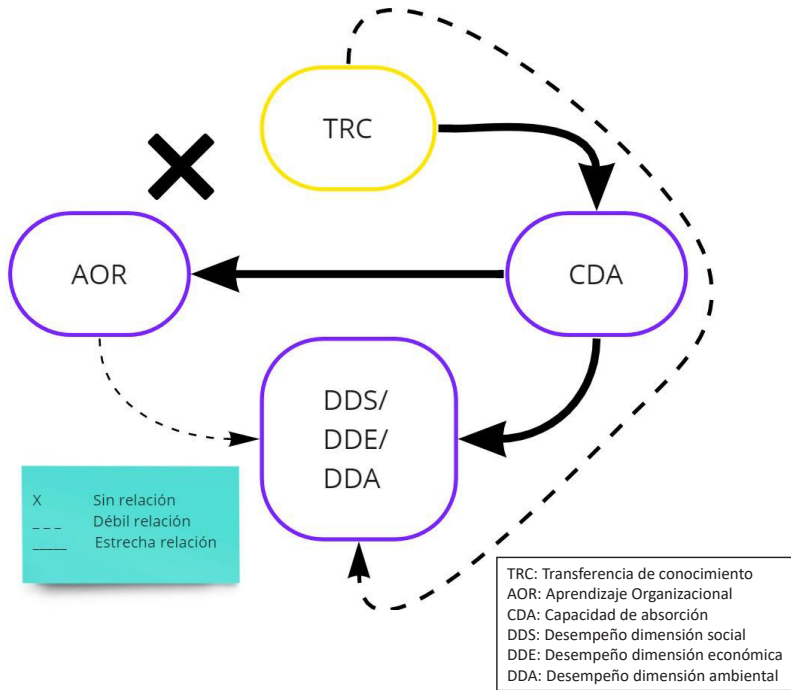 TRC
AOR
CDA
DDS/
DDE/
DDA
X Sin relación
_ _ _ Débil relación
_____ Estrecha relación
TRC: Transferencia de conocimiento
AOR: Aprendizaje Organizacional
CDA: Capacidad de absorción
DDS: Desempeño dimensión social
DDE: Desempeño dimensión económica
DDA: Desempeño dimensión ambiental